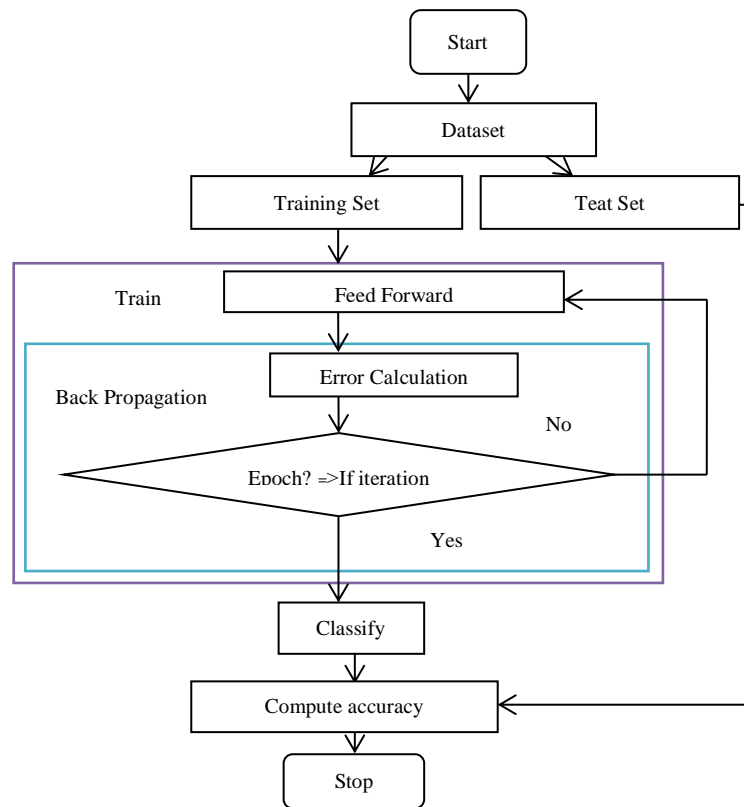 Start
Dataset
Training Set
Teat Set
Train
Feed Forward
Error Calculation
Back Propagation
No
Epoch? =>If iteration
Yes
Classify
Compute accuracy
Stop